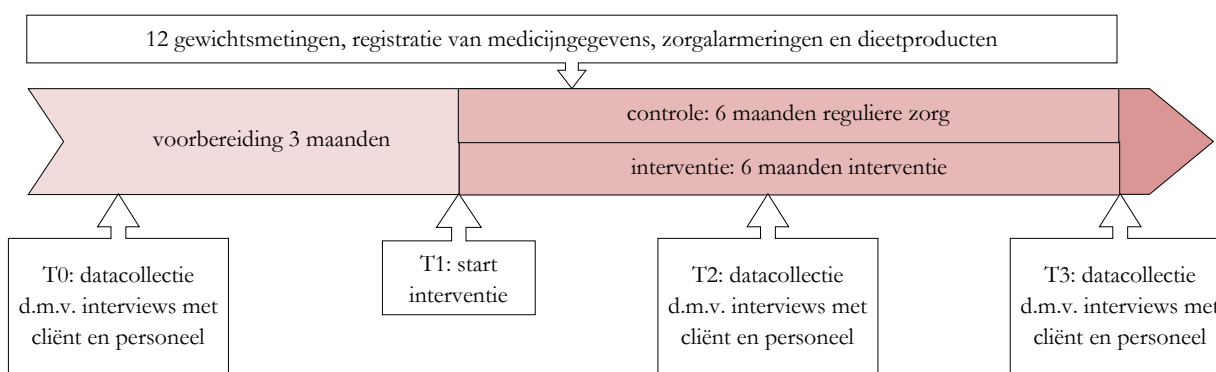 12 gewichtsmetingen, registratie van medicijngegevens, zorgalarmeringen en dieetproducten
voorbereiding 3 maanden
controle: 6 maanden reguliere zorg
interventie: 6 maanden interventie
T0: datacollectie
d.m.v. interviews met
cliënt en personeel
T1: start
interventie
T2: datacollectie
d.m.v. interviews met
cliënt en personeel
T3: datacollectie
d.m.v. interviews met
cliënt en personeel